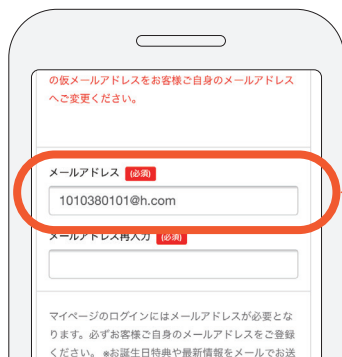 の仮メールアドレスをお客様ご自身のメールアドレス
へご変更ください。
メールアドレス (必須)
1010380101@h.com
メールアドレス再入力 (必須)
マイページのログインにはメールアドレスが必要とな
ります。必ずお客様ご自身のメールアドレスをご登録
ください。 ※お誕生日特典や最新情報をメールでお送